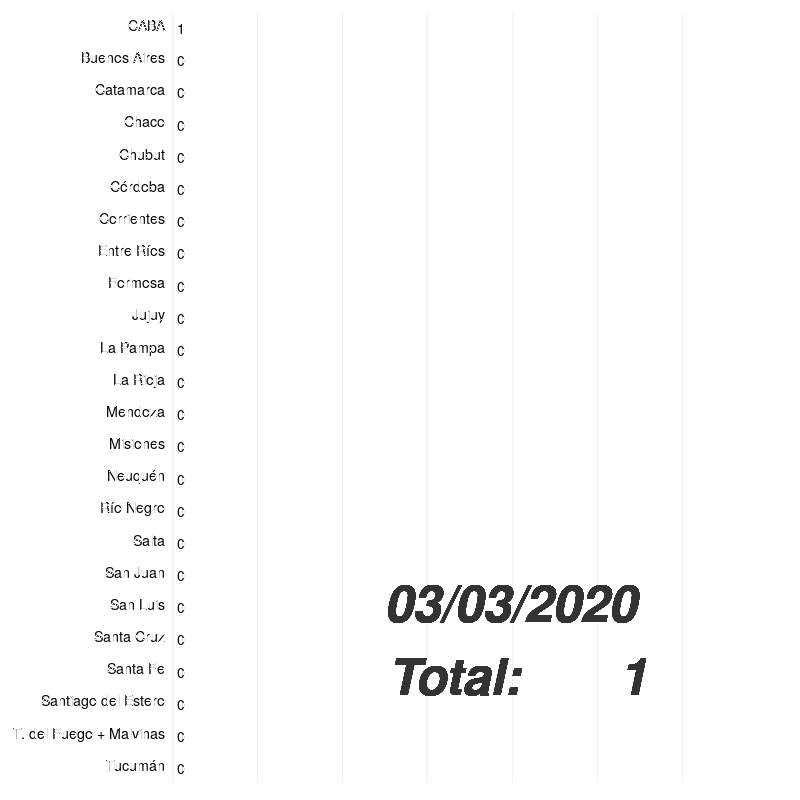 CABA 1
Buenos Aires 0
Catamarca 0
Chaco 0
Chubut 0
Córdoba 0
Corrientes 0
Entre Ríos 0
Formosa 0
Jujuy 0
La Pampa 0
La Rioja 0
Mendoza 0
Misiones 0
Neuquén 0
Río Negro 0
Salta 0
San Juan 0
San Luis 0
Santa Cruz 0
Santa Fe 0
Santiago del Estero 0
T. del Fuego + Malvinas 0
Tucumán 0
03/03/2020
Total: 1